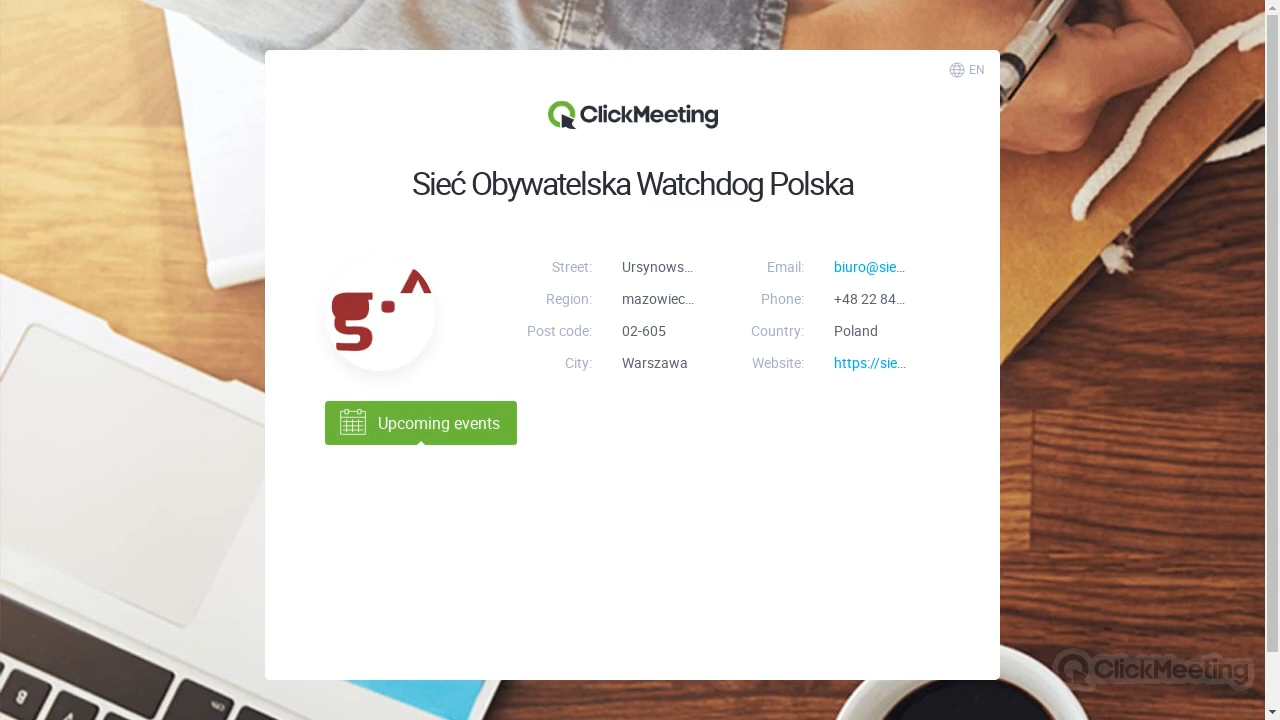 EN
ClickMeeting
Sieć Obywatelska Watchdog Polska
Street: Ursynows... Email: biuro@sie...
Region: mazowiec... Phone: +48 22 84...
Post code: 02-605 Country: Poland
City: Warszawa Website: https://sie...
Upcoming events
ClickMeeting